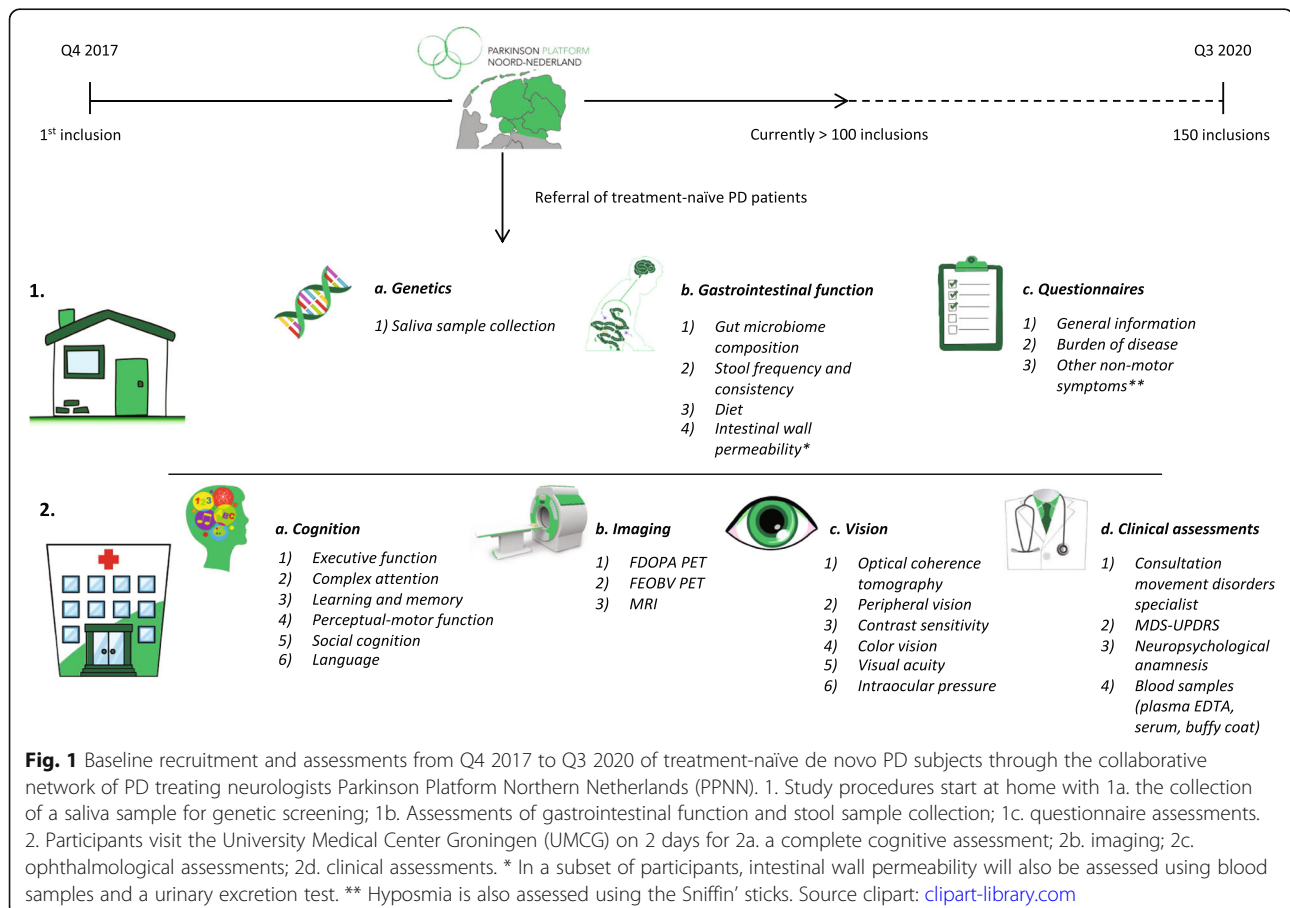 Q4 2017
PARKINSON PLATFORM
NOORD-NEDERLAND
Q3 2020
1st inclusion
Currently > 100 inclusions
150 inclusions
Referral of treatment-naïve PD patients
1.
a. Genetics
1) Saliva sample collection
b. Gastrointestinal function
1) Gut microbiome
composition
2) Stool frequency and
consistency
3) Diet
4) Intestinal wall
permeability*
c. Questionnaires
1) General information
2) Burden of disease
3) Other non-motor
symptoms**
2.
123
ABC
a. Cognition
1) Executive function
2) Complex attention
3) Learning and memory
4) Perceptual-motor function
5) Social cognition
6) Language
b. Imaging
1) FDOPA PET
2) FEOBV PET
3) MRI
c. Vision
1) Optical coherence
tomography
2) Peripheral vision
3) Contrast sensitivity
4) Color vision
5) Visual acuity
6) Intraocular pressure
d. Clinical assessments
1) Consultation
movement disorders
specialist
2) MDS-UPDRS
3) Neuropsychological
anamnesis
4) Blood samples
(plasma EDTA,
serum, buffy coat)
Fig. 1 Baseline recruitment and assessments from Q4 2017 to Q3 2020 of treatment-naïve de novo PD subjects through the collaborative
network of PD treating neurologists Parkinson Platform Northern Netherlands (PPNN). 1. Study procedures start at home with 1a. the collection
of a saliva sample for genetic screening; 1b. Assessments of gastrointestinal function and stool sample collection; 1c. questionnaire assessments.
2. Participants visit the University Medical Center Groningen (UMCG) on 2 days for 2a. a complete cognitive assessment; 2b. imaging; 2c.
ophthalmological assessments; 2d. clinical assessments. * In a subset of participants, intestinal wall permeability will also be assessed using blood
samples and a urinary excretion test. ** Hyposmia is also assessed using the Sniffin' sticks. Source clipart: clipart-library.com